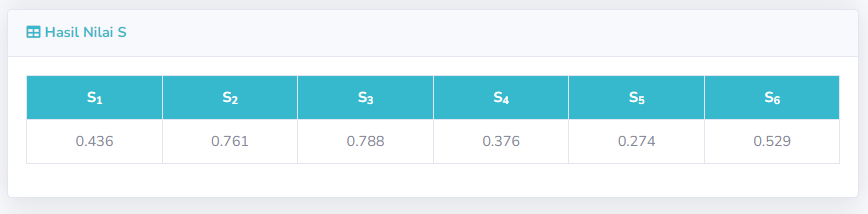 Hasil Nilai S
S₁ S₂ S₃ S₄ S₅ S₆
0.436 0.761 0.788 0.376 0.274 0.529